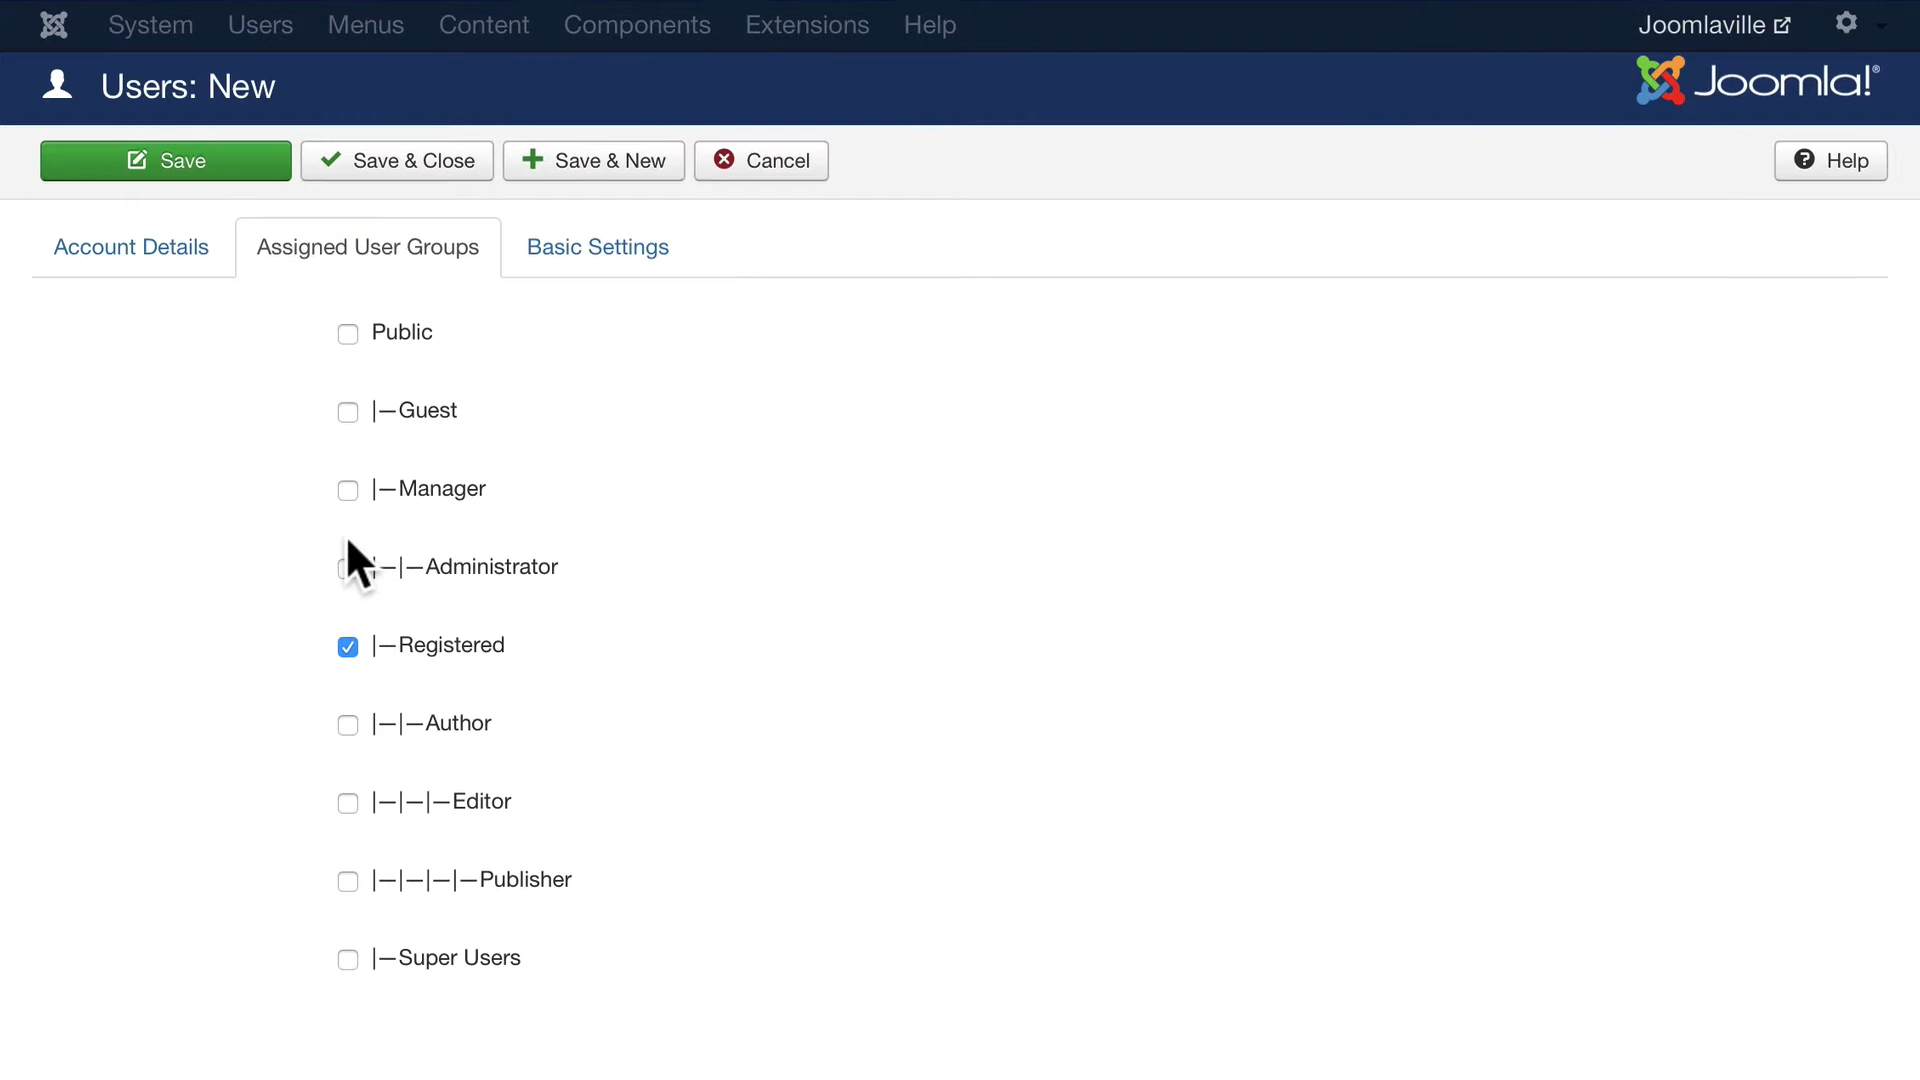 System Users Menus Content Components Extensions Help Joomlaville
Users: New Joomla!®
Save Save & Close Save & New Cancel Help
Account Details Assigned User Groups Basic Settings
Public
|—Guest
|—Manager
|—|—Administrator
|—Registered
|—|—Author
|—|—|—Editor
|—|—|—|—Publisher
|—Super Users